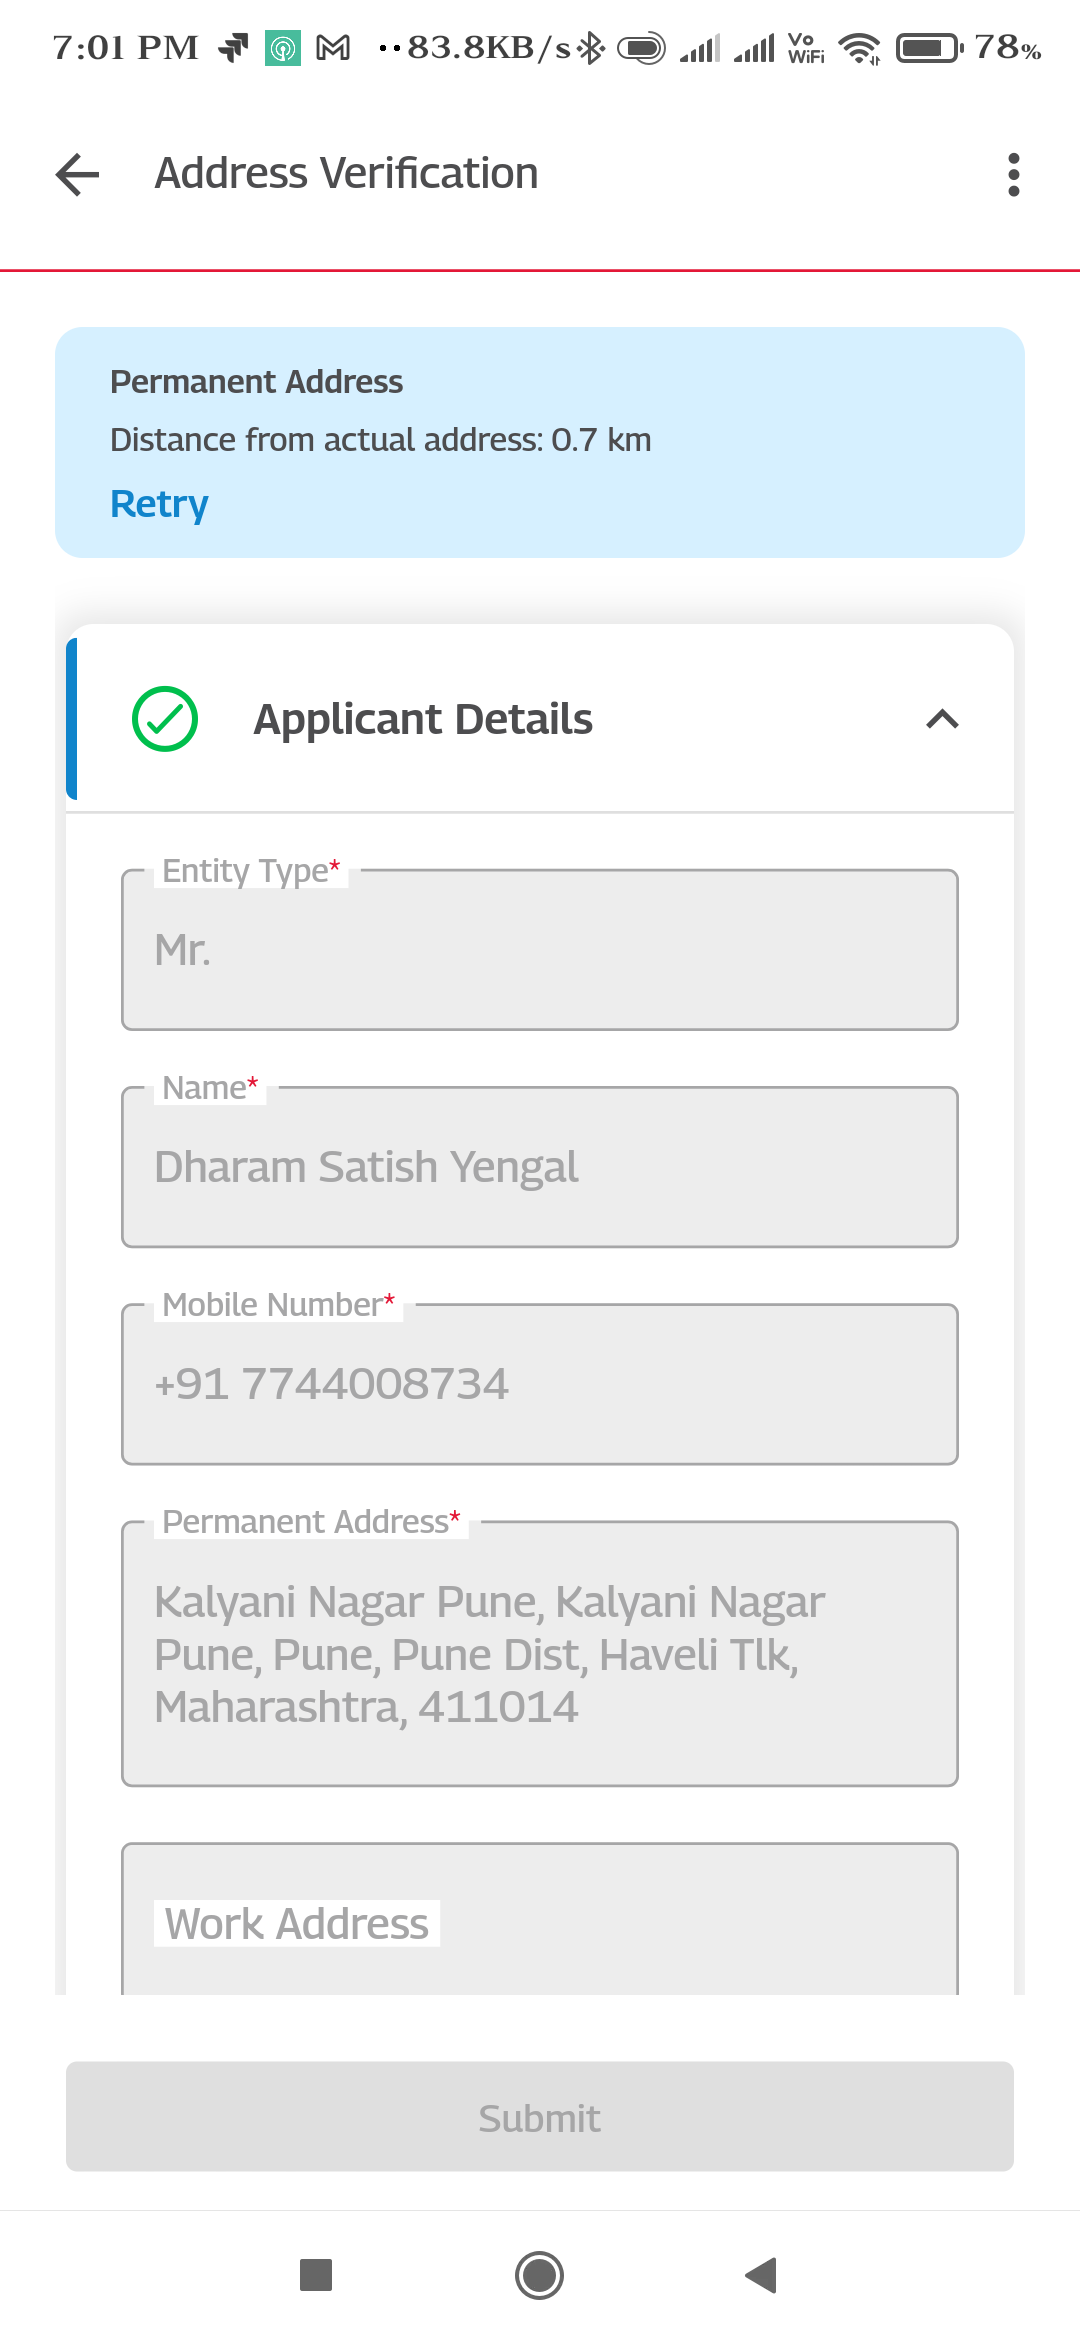 7:01 PM
83.8KB/s
Vo WiFi
78%
Address Verification
Permanent Address
Distance from actual address: 0.7 km
Retry
Applicant Details
Entity Type*
Mr.
Name*
Dharam Satish Yengal
Mobile Number*
+91 7744008734
Permanent Address*
Kalyani Nagar Pune, Kalyani Nagar
Pune, Pune, Pune Dist, Haveli Tlk,
Maharashtra, 411014
Work Address
Submit